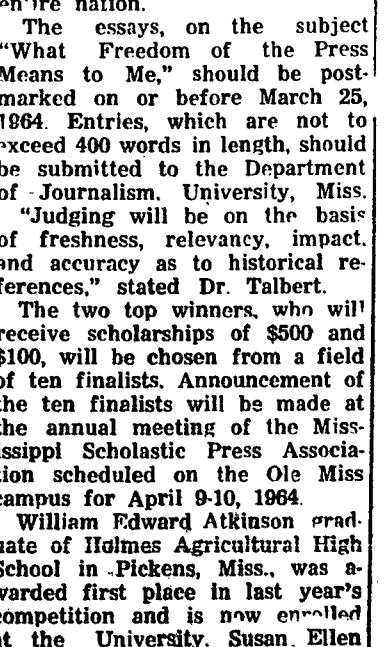 entire nation.
The essays, on the subject
"What Freedom of the Press
Means to Me," should be post-
marked on or before March 25,
1964. Entries, which are not to
exceed 400 words in length, should
be submitted to the Department
of Journalism, University, Miss.
"Judging will be on the basis
of freshness, relevancy, impact,
and accuracy as to historical re-
ferences," stated Dr. Talbert.
The two top winners, who will
receive scholarships of $500 and
$100, will be chosen from a field
of ten finalists. Announcement of
the ten finalists will be made at
the annual meeting of the Miss-
issippi Scholastic Press Associa-
tion scheduled on the Ole Miss
campus for April 9-10, 1964.
William Edward Atkinson grad-
uate of Holmes Agricultural High
School in Pickens, Miss., was a-
warded first place in last year's
competition and is now enrolled
at the University. Susan Ellen